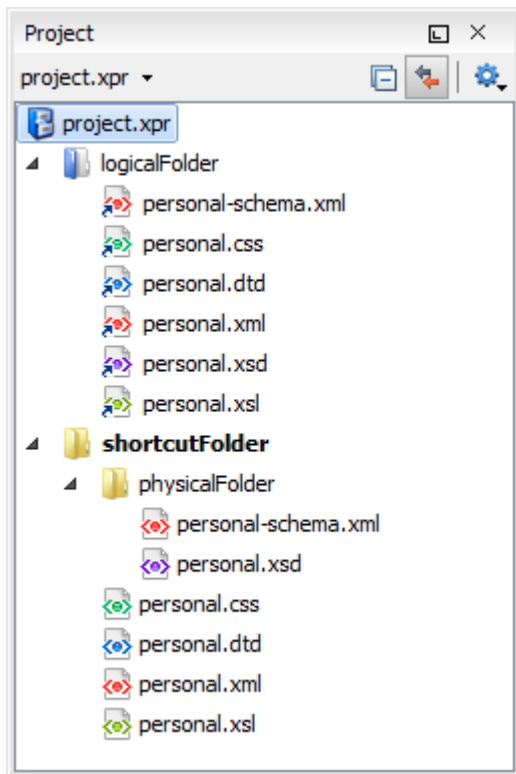 Project
project.xpr
project.xpr
logicalFolder
personal-schema.xml
personal.css
personal.dtd
personal.xml
personal.xsd
personal.xsl
shortcutFolder
physicalFolder
personal-schema.xml
personal.xsd
personal.css
personal.dtd
personal.xml
personal.xsl